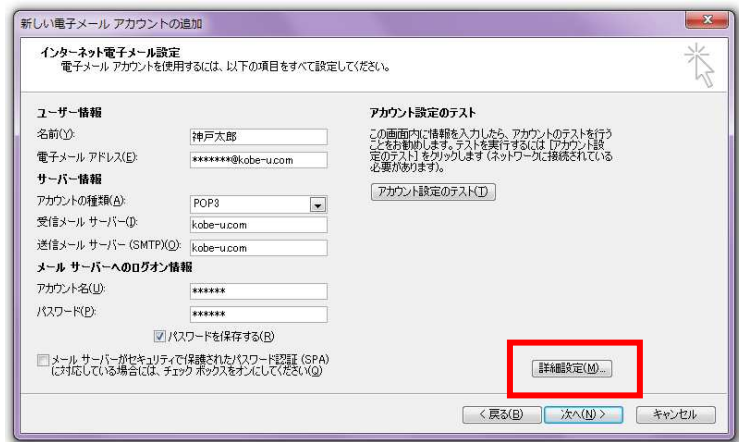 新しい電子メール アカウントの追加
インターネット電子メール設定
電子メール アカウントを使用するには、以下の項目をすべて設定してください。
ユーザー情報
名前(Y):
神戸太郎
電子メール アドレス(E):
*******@kobe-u.com
サーバー情報
アカウントの種類(A):
POP3
受信メール サーバー(I):
kobe-u.com
送信メール サーバー (SMTP)(O):
kobe-u.com
メール サーバーへのログオン情報
アカウント名(U):
******
パスワード(P):
******
パスワードを保存する(R)
メール サーバーがセキュリティで保護されたパスワード認証 (SPA)
に対応している場合には、チェック ボックスをオンにしてください(Q)
アカウント設定のテスト
この画面内に情報を入力したら、アカウントのテストを行う
ことをお勧めします。テストを実行するには [アカウント設
定のテスト] をクリックします (ネットワークに接続されている
必要があります)。
アカウント設定のテスト(T)
詳細設定(M)...
< 戻る(B)
次へ(N) >
キャンセル